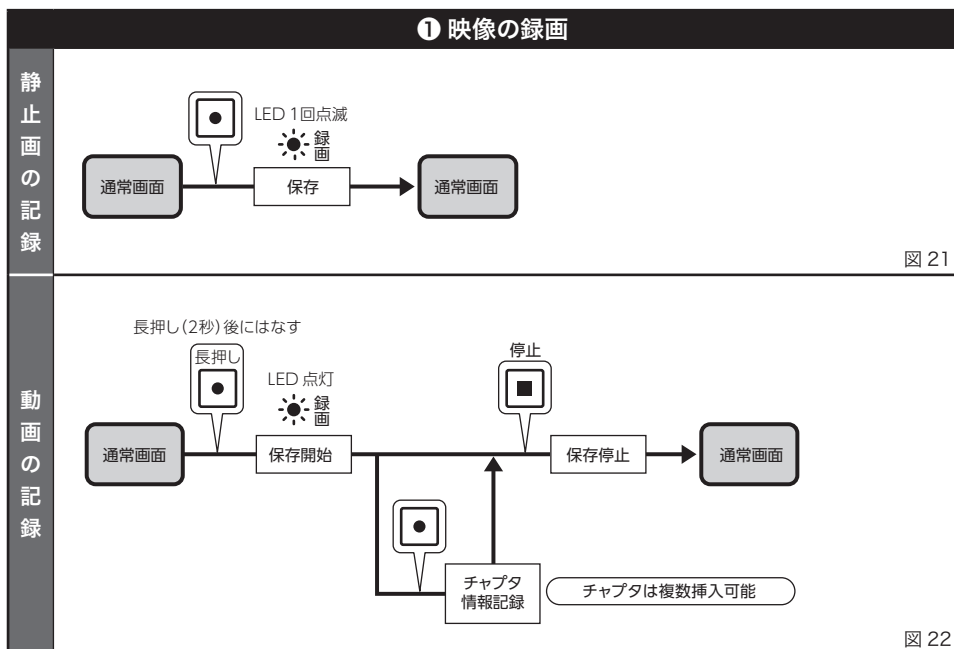 ❶ 映像の録画
静止画の記録
LED 1回点滅
録画
通常画面
保存
通常画面
図 21
動画の記録
長押し(2秒)後にはなす
長押し
LED 点灯
録画
停止
通常画面
保存開始
保存停止
通常画面
チャプタ
情報記録
チャプタは複数挿入可能
図 22